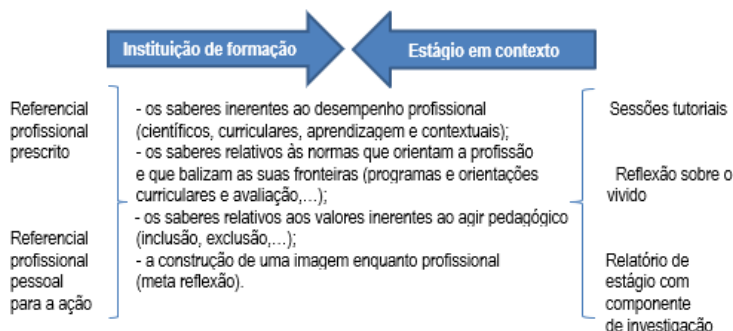 Instituição de formação
Estágio em contexto
Referencial
profissional
prescrito
Referencial
profissional
pessoal
para a ação
- os saberes inerentes ao desempenho profissional
(científicos, curriculares, aprendizagem e contextuais);
- os saberes relativos às normas que orientam a profissão
e que balizam as suas fronteiras (programas e orientações
curriculares e avaliação,…);
- os saberes relativos aos valores inerentes ao agir pedagógico
(inclusão, exclusão,…);
- a construção de uma imagem enquanto profissional
(meta reflexão).
Sessões tutoriais
Reflexão sobre o
vivido
Relatório de
estágio com
componente
de investigação